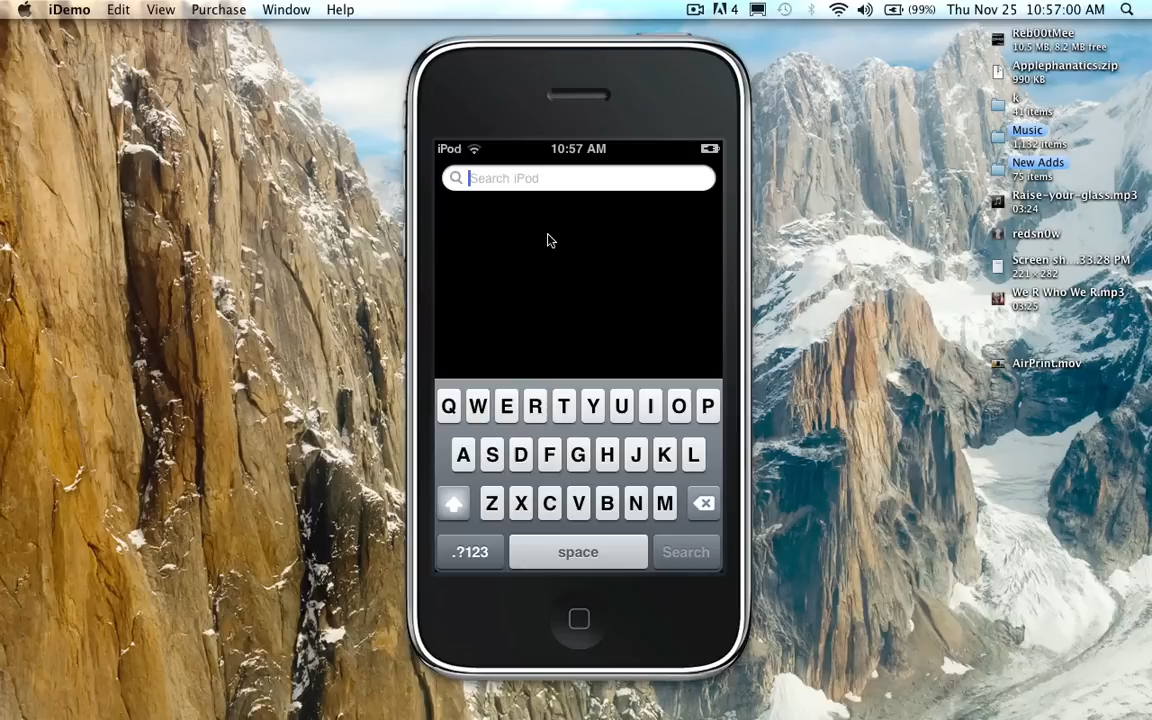 iDemo Edit View Purchase Window Help
4 (99%) Thu Nov 25 10:57:00 AM
Reb00tMee
10.5 MB, 8.2 MB free
Applephanatics.zip
990 KB
k
41 items
Music
1,132 items
New Adds
75 items
Raise-your-glass.mp3
03:24
redsn0w
Screen sh....33.28 PM
221 × 282
We R Who We R.mp3
03:25
AirPrint.mov
iPod 10:57 AM
Search iPod
Q W E R T Y U I O P
A S D F G H J K L
Z X C V B N M
.?123 space Search